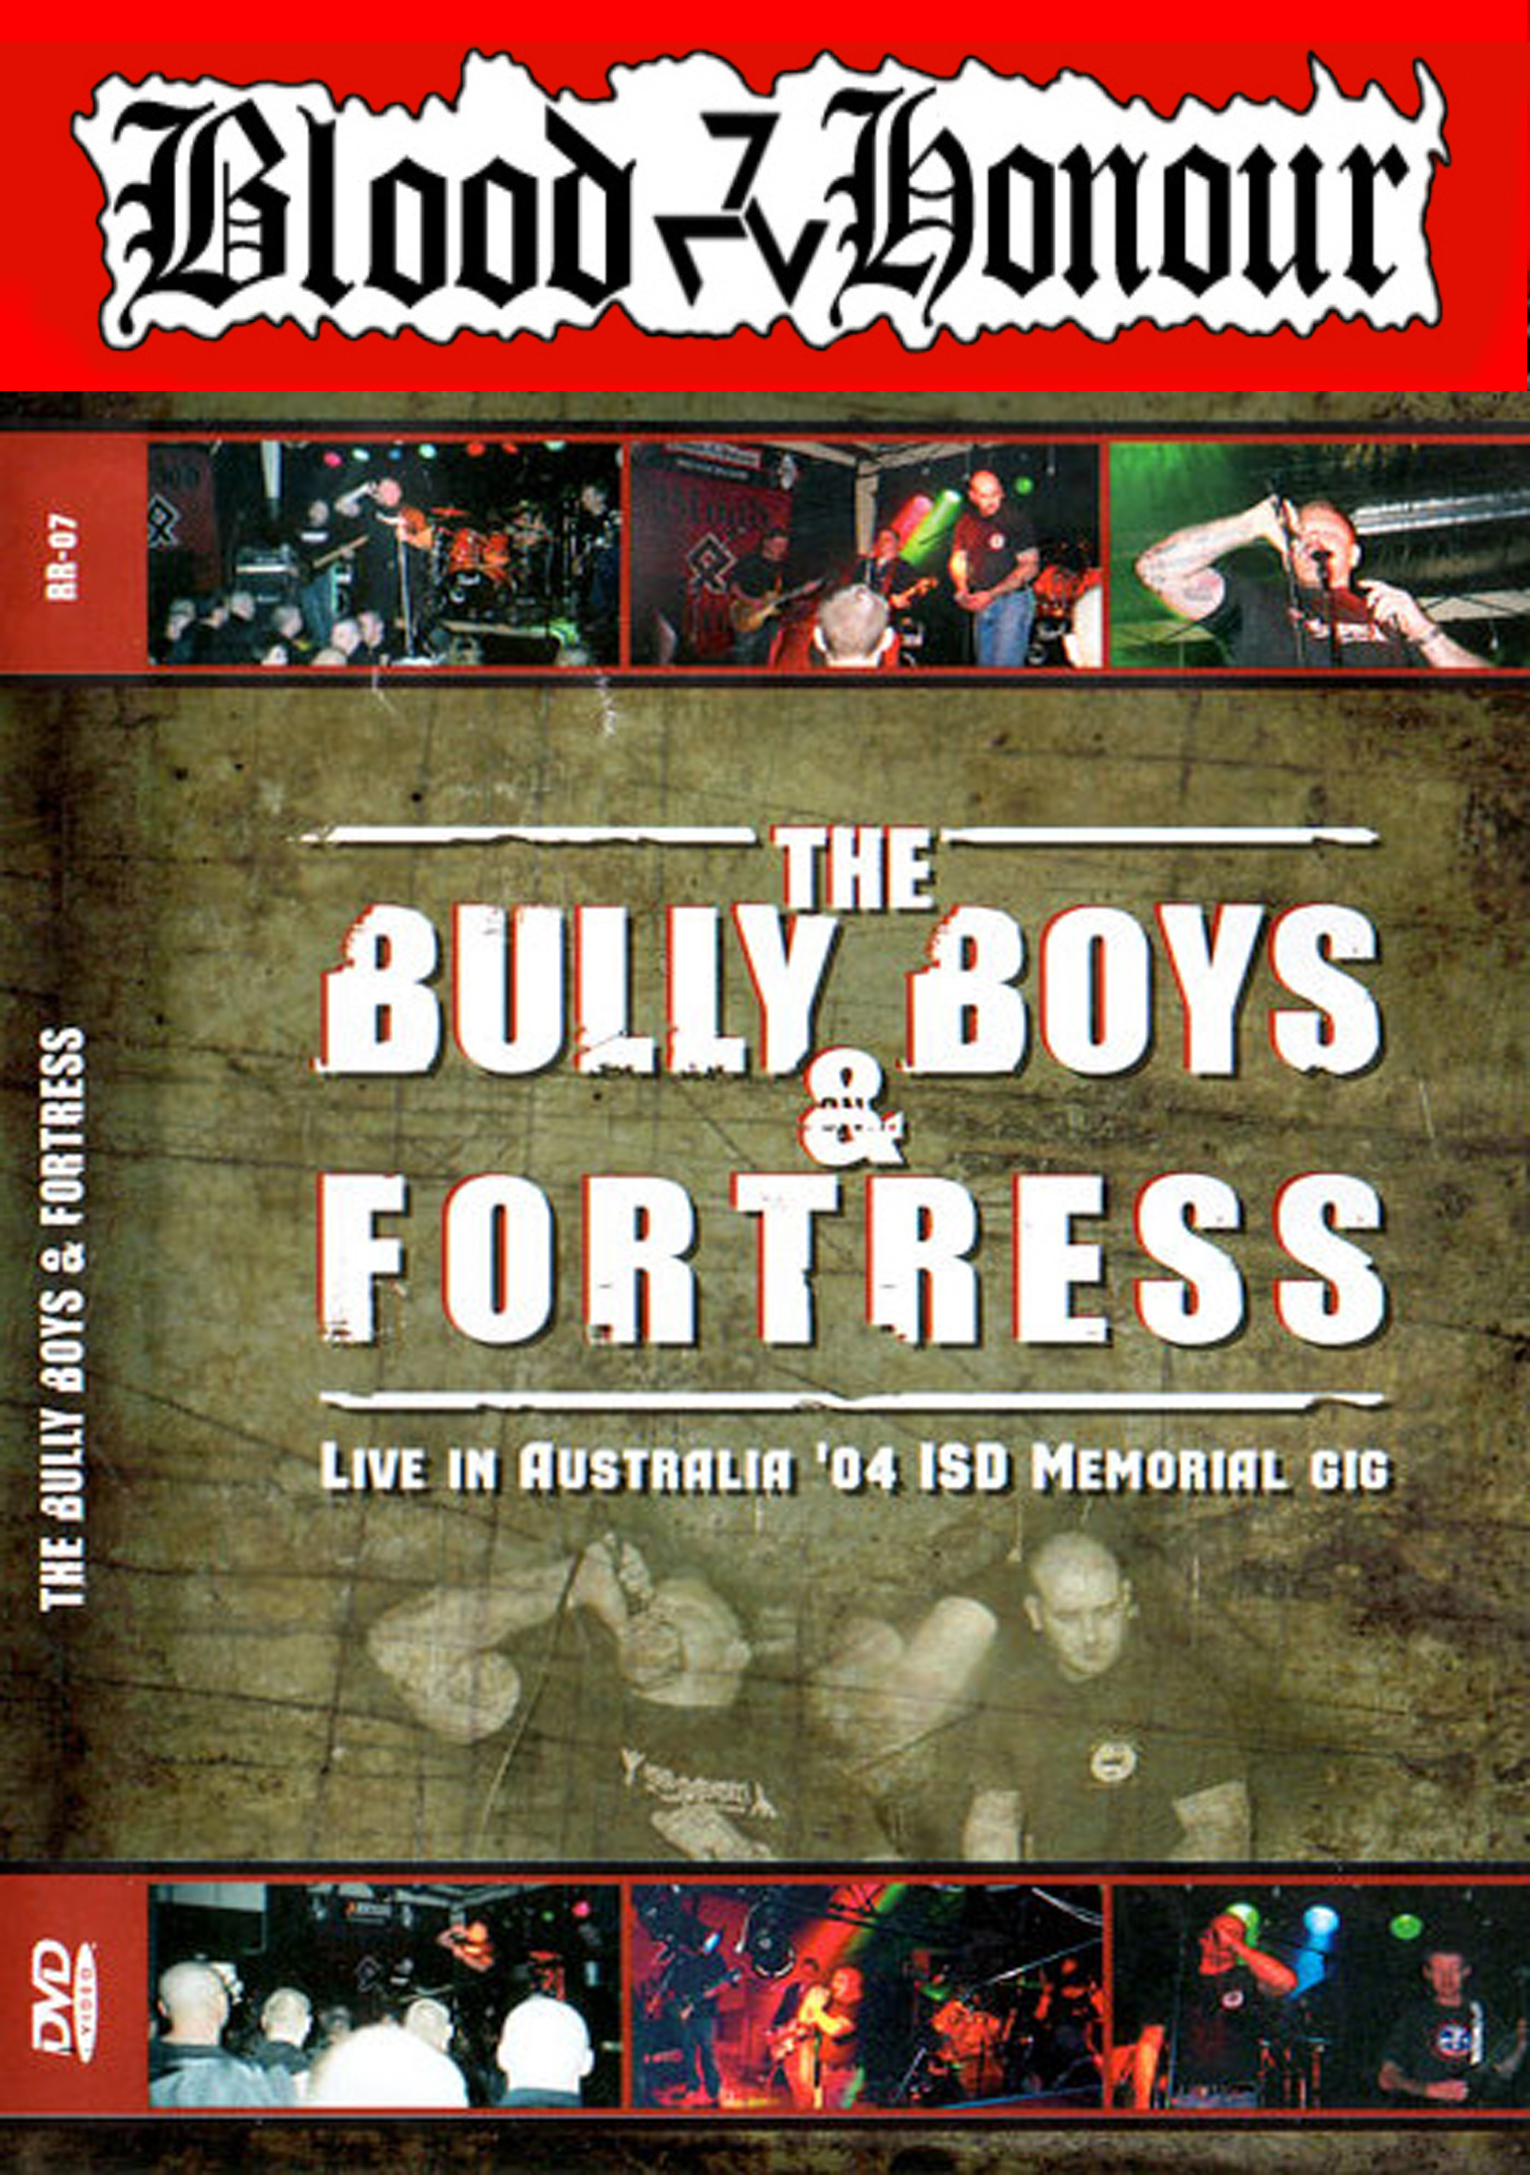 Blood Honour
RR-07
THE
BULLY BOYS
&
FORTRESS
LIVE IN AUSTRALIA '04 ISD MEMORIAL GIG
THE BULLY BOYS & FORTRESS
DVD
VIDEO